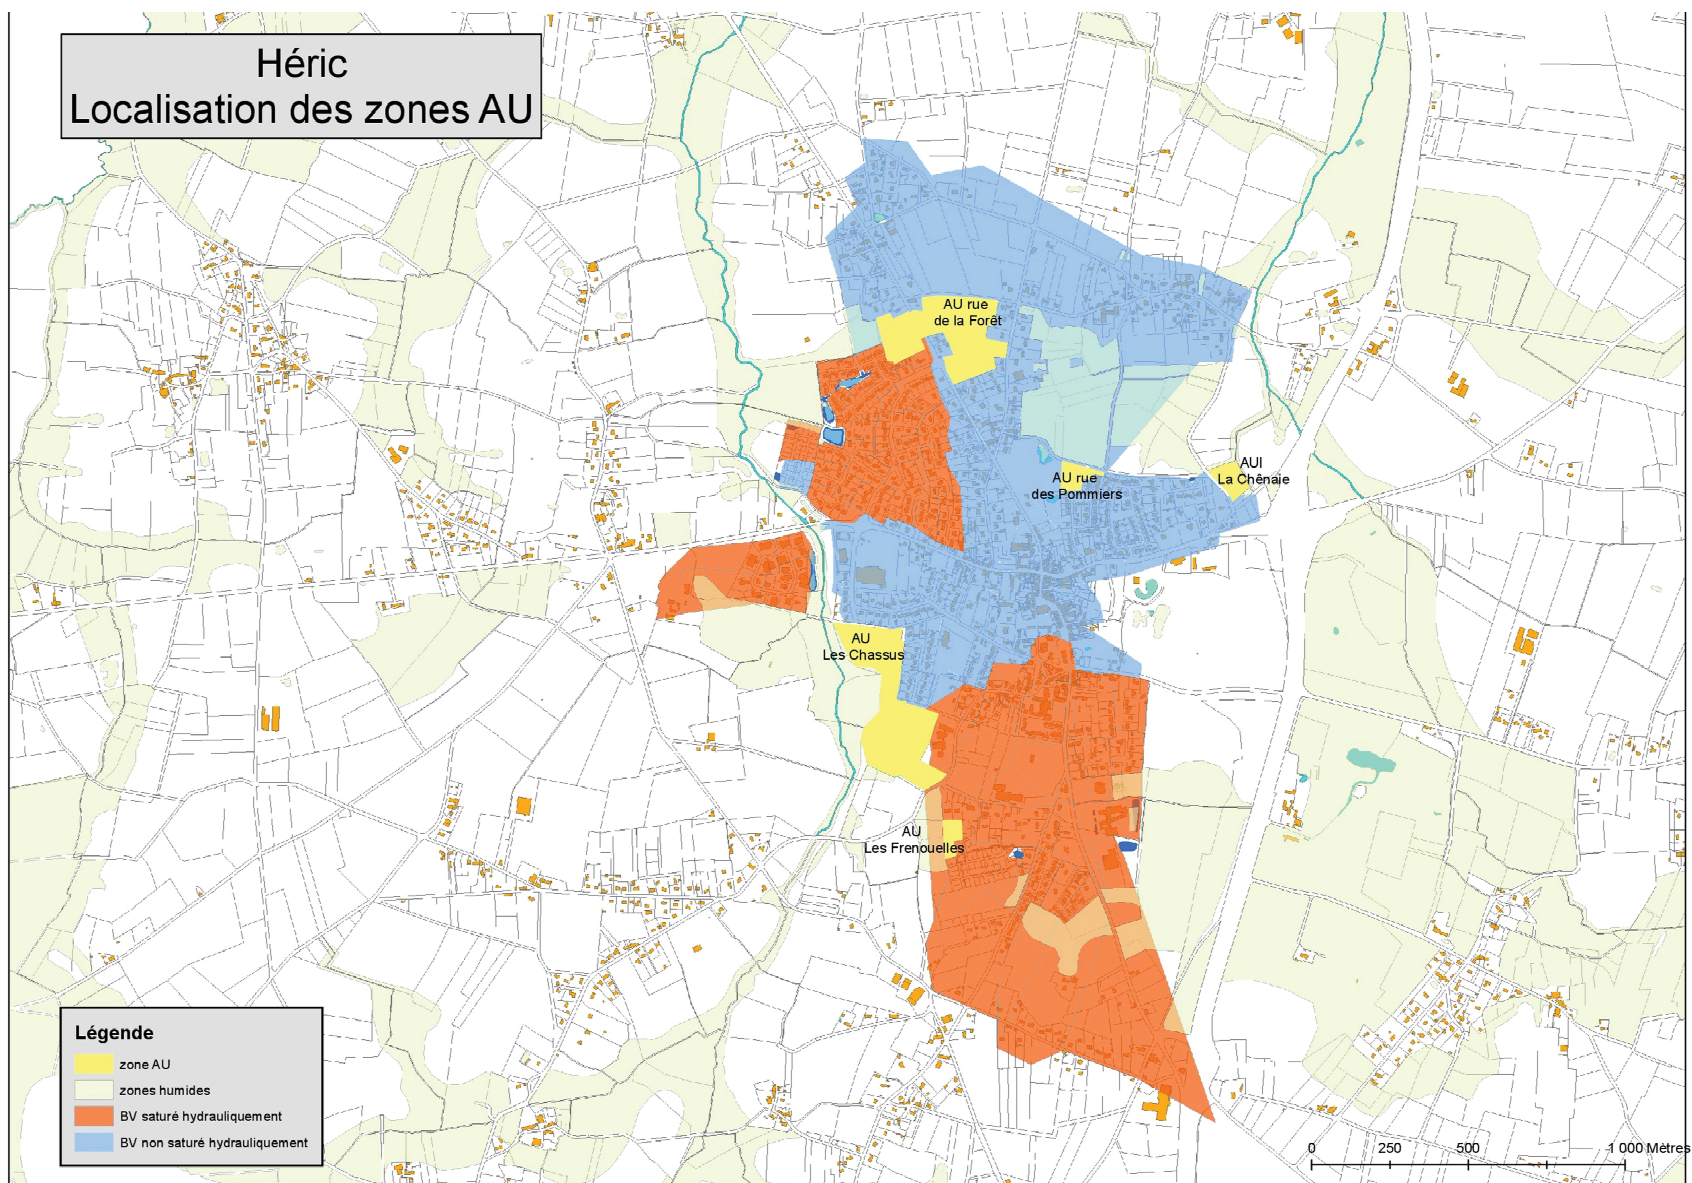 Héric
Localisation des zones AU
AU rue
de la Forêt
AU rue
des Pommiers
AUI
La Chênaie
AU
Les Chassus
AU
Les Frenouelles
Légende
zone AU
zones humides
BV saturé hydrauliquement
BV non saturé hydrauliquement
0 250 500 1 000 Mètres